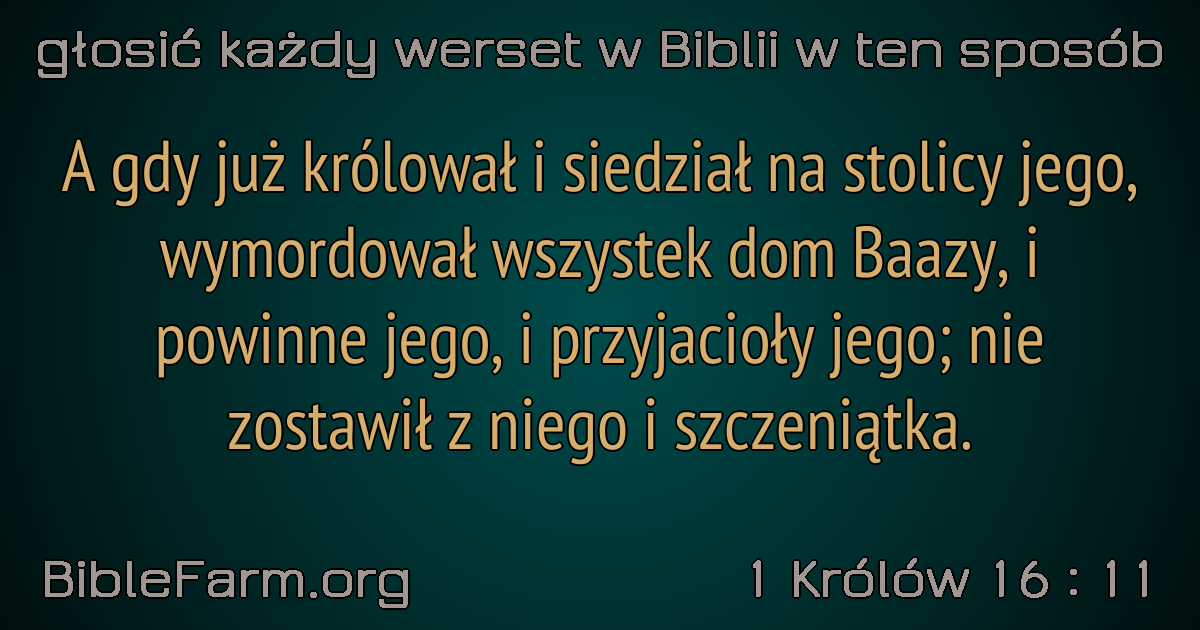 głosić każdy werset w Biblii w ten sposób
A gdy już królował i siedział na stolicy jego,
wymordował wszystek dom Baazy, i
powinne jego, i przyjacioły jego; nie
zostawił z niego i szczeniątka.
BibleFarm.org
1 Królów 16 : 11